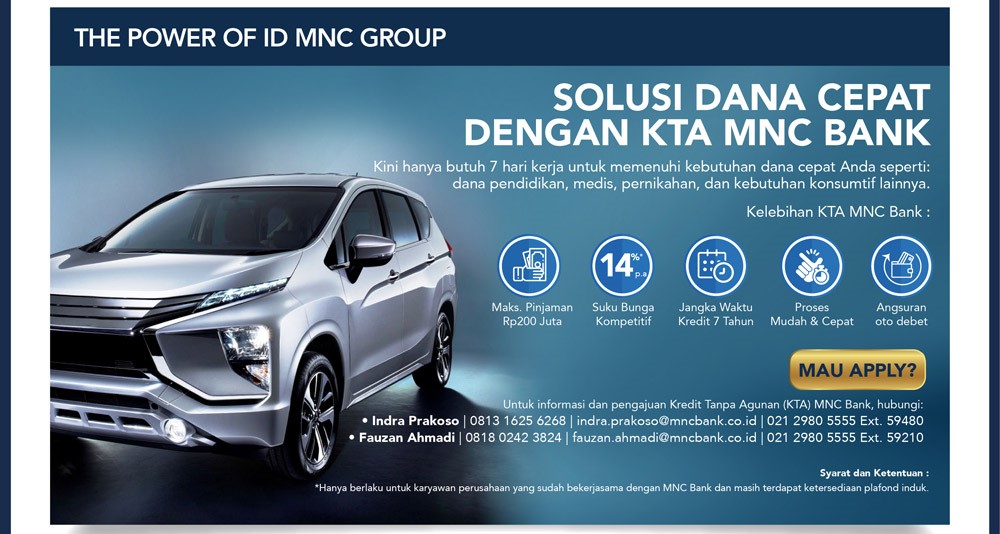 THE POWER OF ID MNC GROUP
SOLUSI DANA CEPAT
DENGAN KTA MNC BANK
Kini hanya butuh 7 hari kerja untuk memenuhi kebutuhan dana cepat Anda seperti:
dana pendidikan, medis, pernikahan, dan kebutuhan konsumtif lainnya.
Kelebihan KTA MNC Bank :
14%* p.a
Maks. Pinjaman
Rp200 Juta
Suku Bunga
Kompetitif
Jangka Waktu
Kredit 7 Tahun
Proses
Mudah & Cepat
Angsuran
oto debet
MAU APPLY?
Untuk informasi dan pengajuan Kredit Tanpa Agunan (KTA) MNC Bank, hubungi:
• Indra Prakoso | 0813 1625 6268 | indra.prakoso@mncbank.co.id | 021 2980 5555 Ext. 59480
• Fauzan Ahmadi | 0818 0242 3824 | fauzan.ahmadi@mncbank.co.id | 021 2980 5555 Ext. 59210
Syarat dan Ketentuan :
*Hanya berlaku untuk karyawan perusahaan yang sudah bekerjasama dengan MNC Bank dan masih terdapat ketersediaan plafond induk.